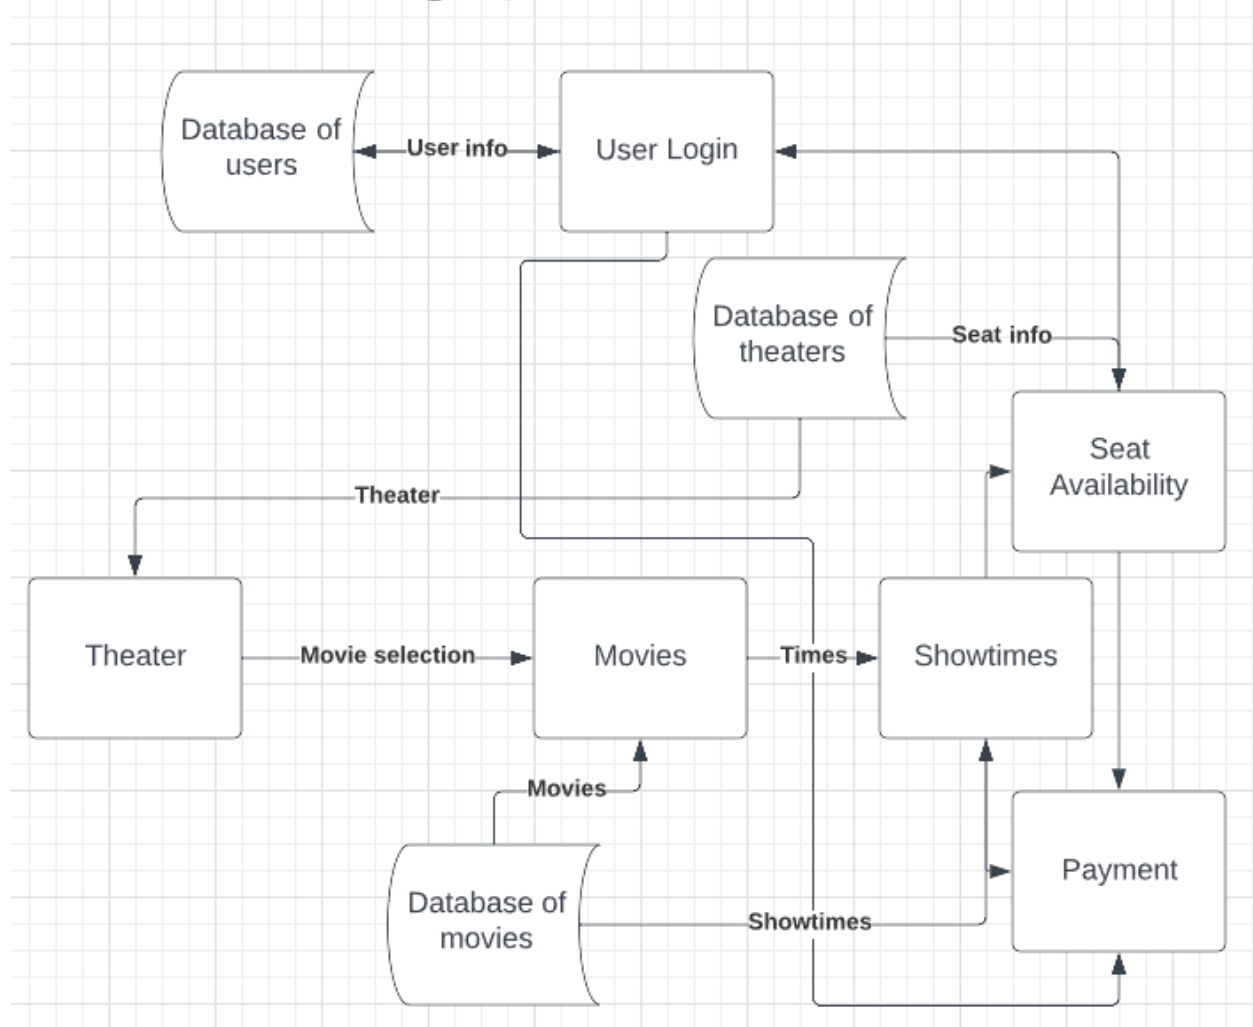 Database of
users
User info
User Login
Database of
theaters
Seat info
Seat
Availability
Theater
Theater
Movie selection
Movies
Times
Showtimes
Movies
Payment
Database of
movies
Showtimes